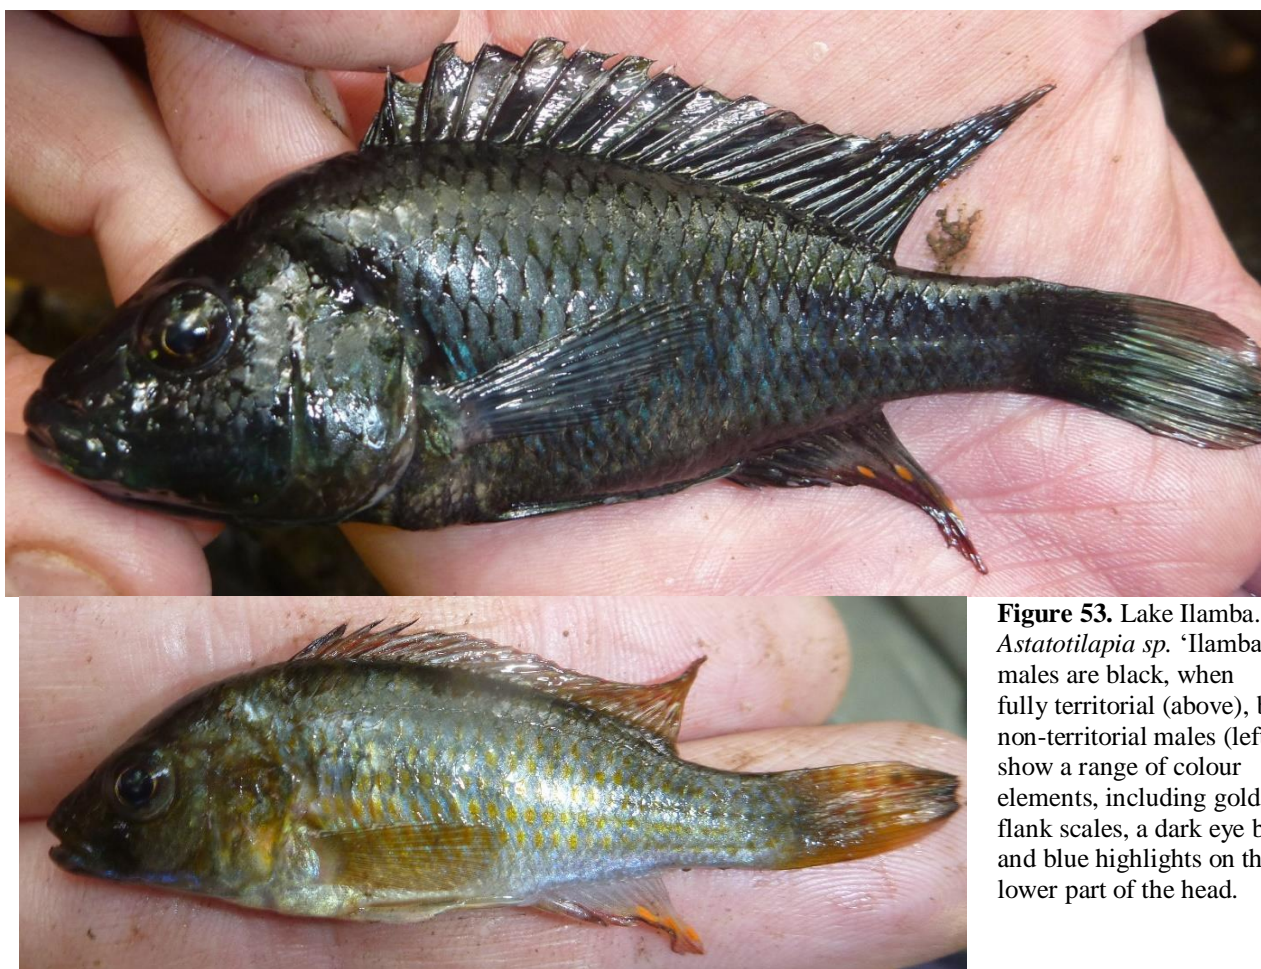 Figure 53. Lake Ilamba.
Astatotilapia sp. ‘Ilamba
males are black, when
fully territorial (above), b
non-territorial males (lef
show a range of colour
elements, including gold
flank scales, a dark eye b
and blue highlights on th
lower part of the head.